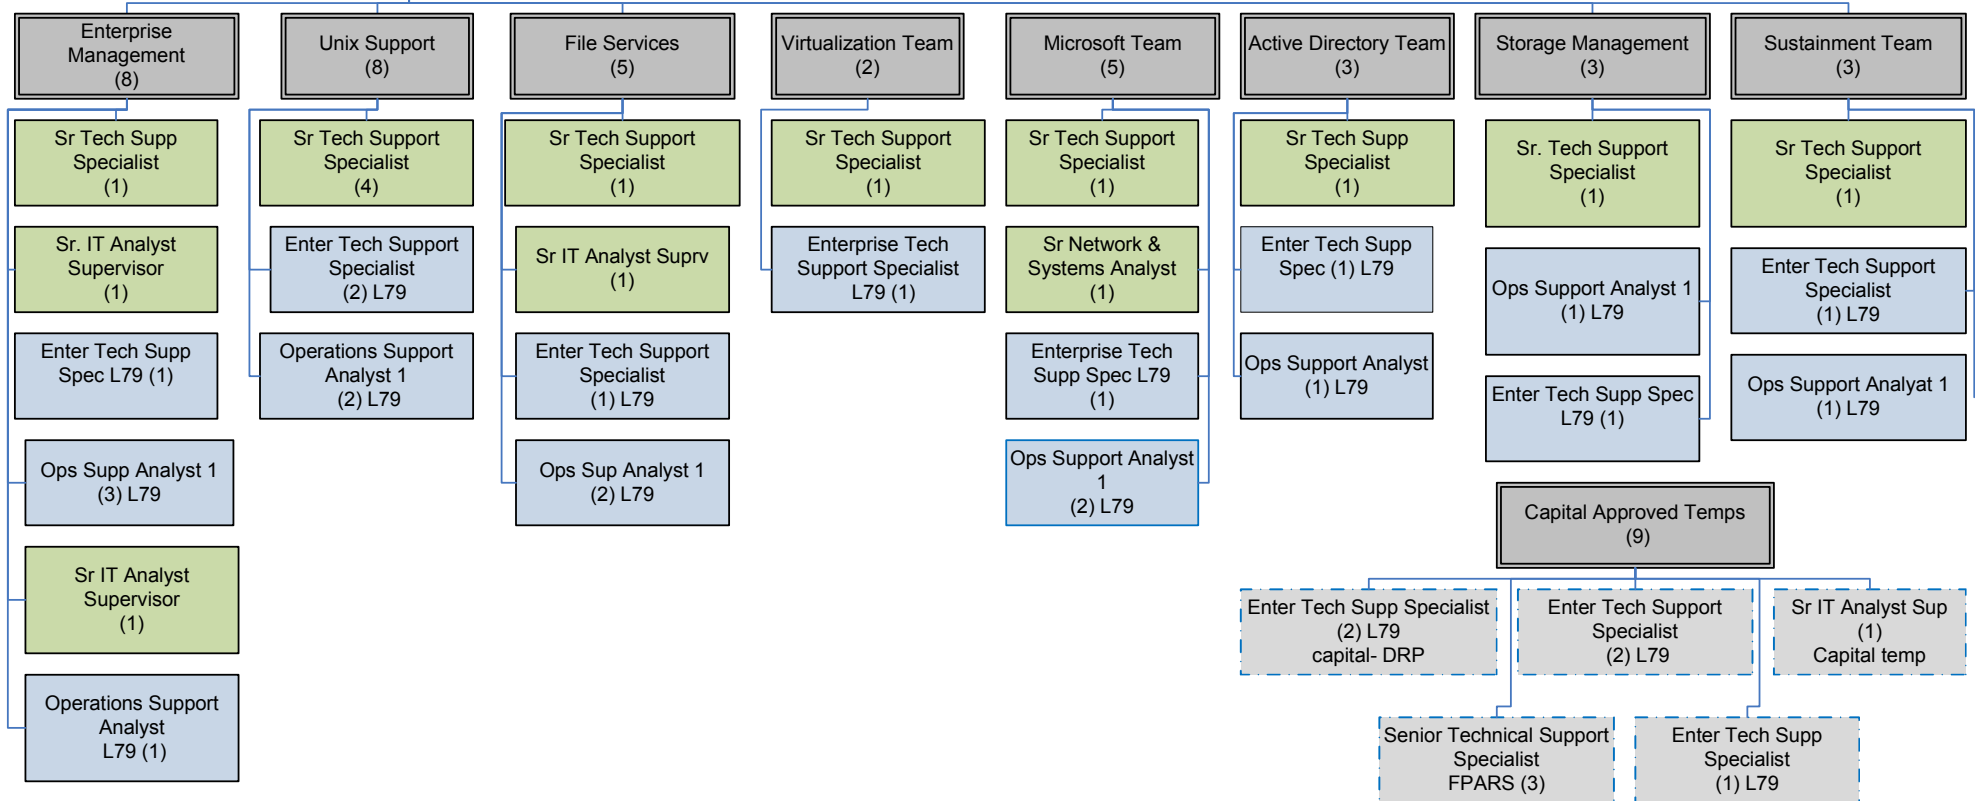 Enterprise
Management
(8)
Unix Support
(8)
File Services
(5)
Virtualization Team
(2)
Microsoft Team
(5)
Active Directory Team
(3)
Storage Management
(3)
Sustainment Team
(3)
Sr Tech Supp
Specialist
(1)
Sr. IT Analyst
Supervisor
(1)
Enter Tech Supp
Spec L79 (1)
Ops Supp Analyst 1
(3) L79
Sr IT Analyst
Supervisor
(1)
Operations Support
Analyst
L79 (1)
Sr Tech Support
Specialist
(4)
Enter Tech Support
Specialist
(2) L79
Operations Support
Analyst 1
(2) L79
Sr Tech Support
Specialist
(1)
Sr IT Analyst Suprv
(1)
Enter Tech Support
Specialist
(1) L79
Ops Sup Analyst 1
(2) L79
Sr Tech Support
Specialist
(1)
Enterprise Tech
Support Specialist
L79 (1)
Sr Tech Support
Specialist
(1)
Sr Network &
Systems Analyst
(1)
Enterprise Tech
Supp Spec L79
(1)
Ops Support Analyst
1
(2) L79
Sr Tech Supp
Specialist
(1)
Enter Tech Supp
Spec (1) L79
Ops Support Analyst
(1) L79
Sr. Tech Support
Specialist
(1)
Ops Support Analyst 1
(1) L79
Enter Tech Supp Spec
L79 (1)
Sr Tech Support
Specialist
(1)
Enter Tech Support
Specialist
(1) L79
Ops Support Analyat 1
(1) L79
Capital Approved Temps
(9)
Enter Tech Supp Specialist
(2) L79
capital- DRP
Enter Tech Support
Specialist
(2) L79
Sr IT Analyst Sup
(1)
Capital temp
Senior Technical Support
Specialist
FPARS (3)
Enter Tech Supp
Specialist
(1) L79